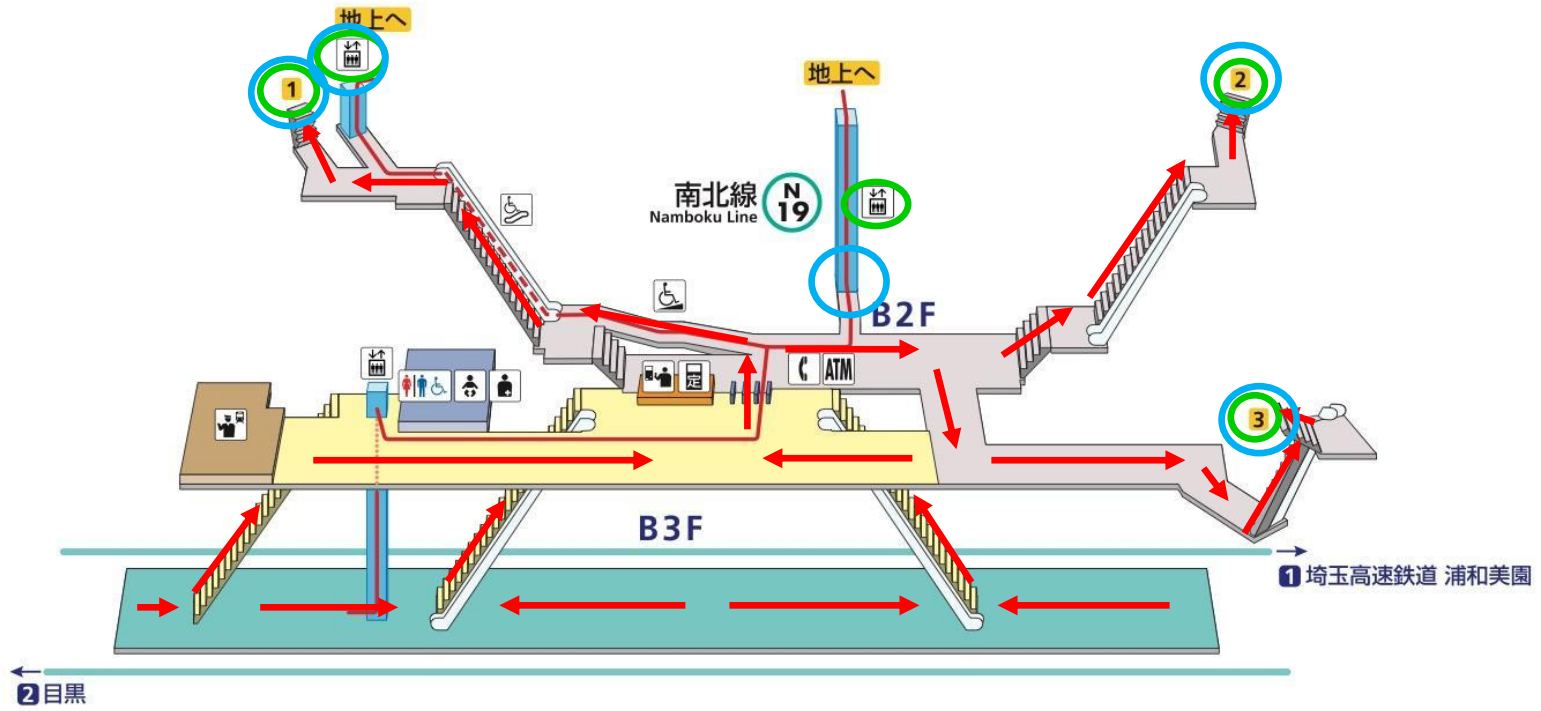 地上へ
1
地上へ
2
南北線
Namboku Line
N
19
B2F
ATM
定
3
B3F
1 埼玉高速鉄道 浦和美園
2 目黒